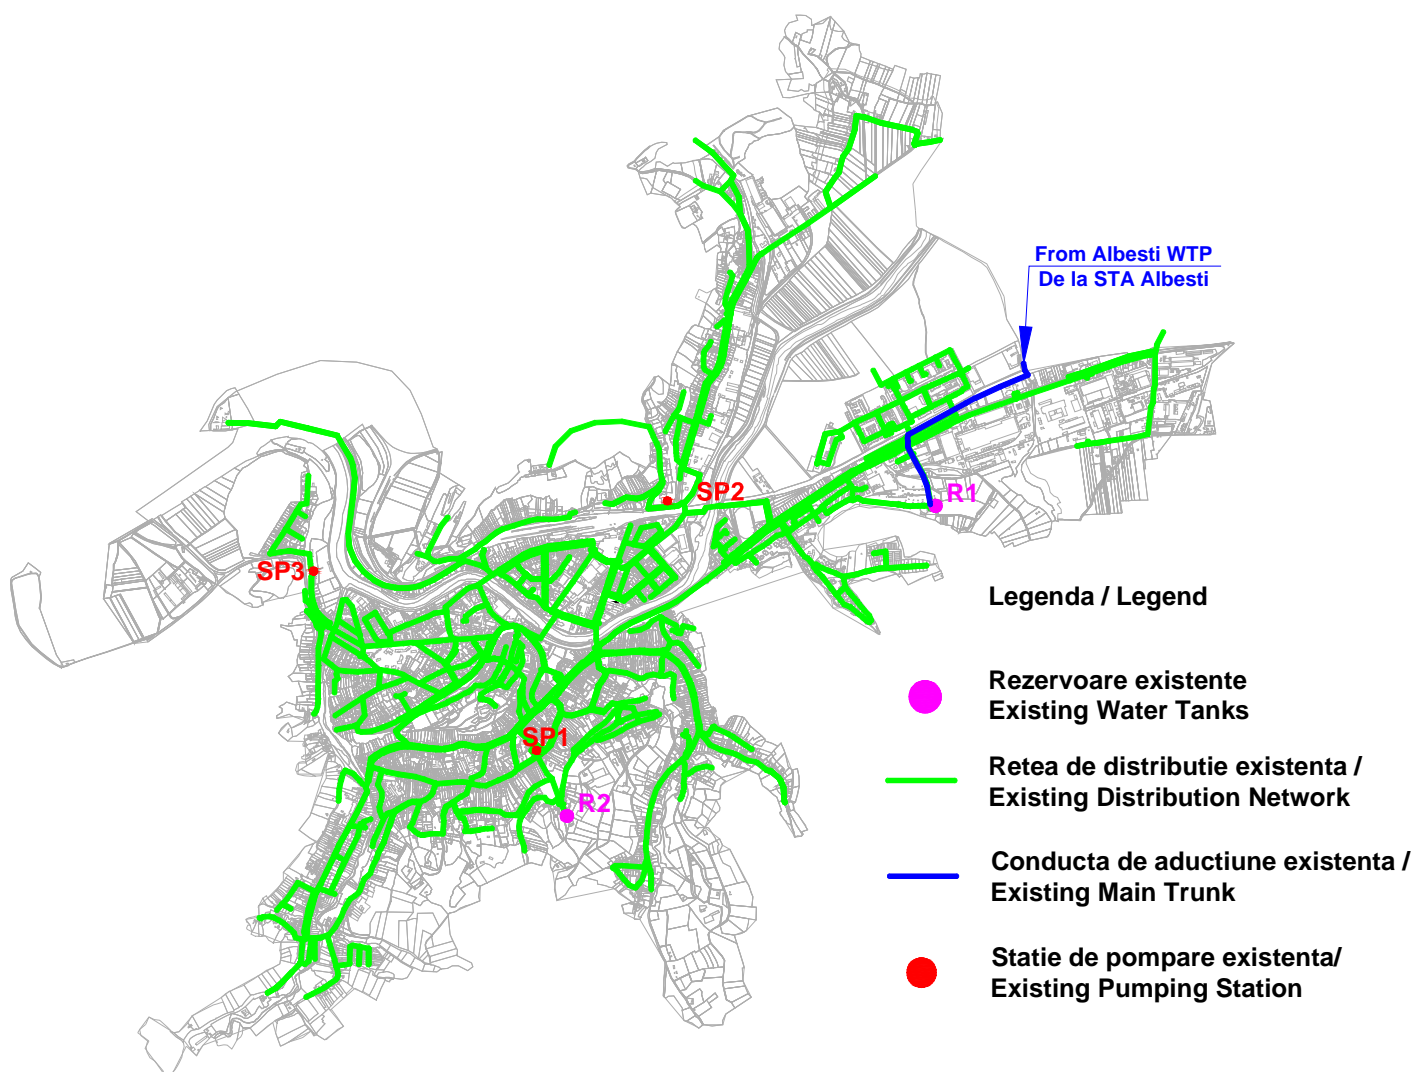 From Albesti WTP
De la STA Albesti
SP2
R1
SP3
Legenda / Legend
Rezervoare existente
Existing Water Tanks
SP1
Retea de distributie existenta /
Existing Distribution Network
R2
Conducta de aductiune existenta /
Existing Main Trunk
Statie de pompare existenta/
Existing Pumping Station